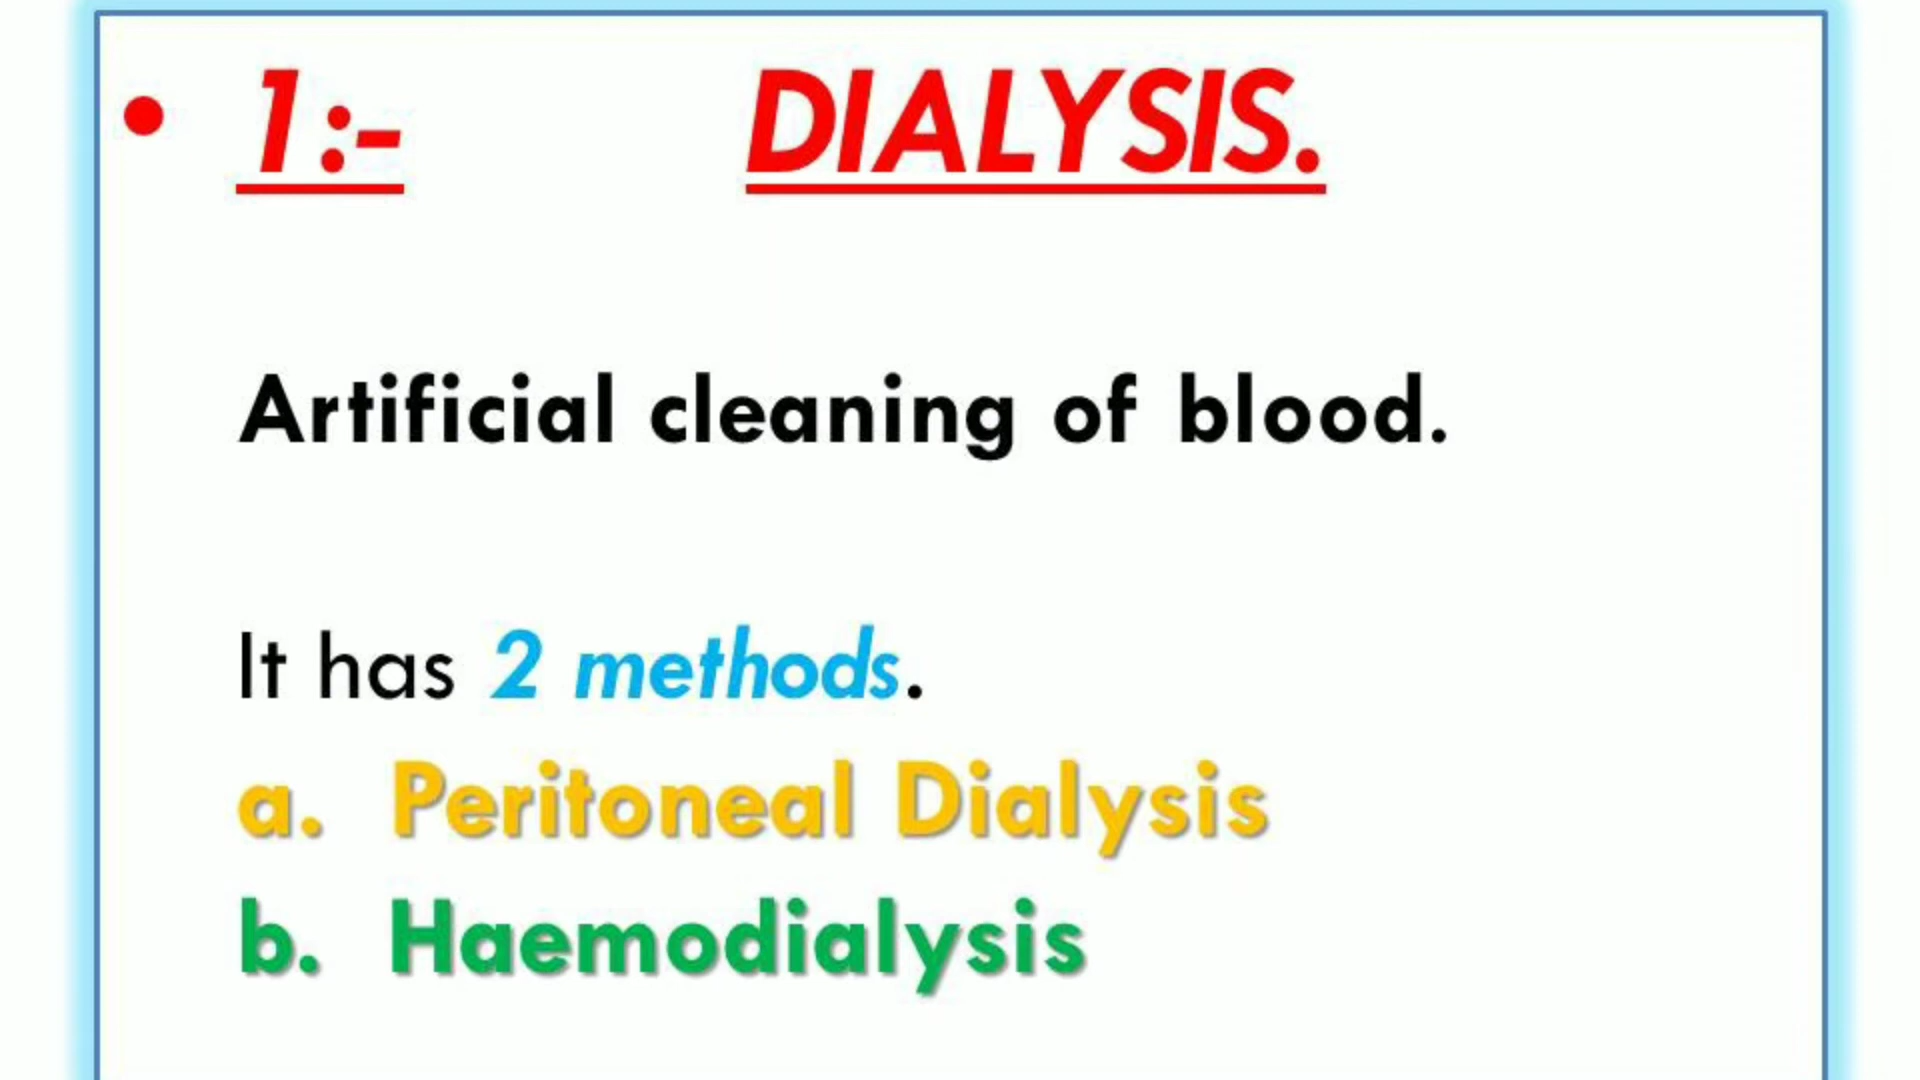 • 1:- DIALYSIS.
Artificial cleaning of blood.
It has 2 methods.
a. Peritoneal Dialysis
b. Haemodialysis